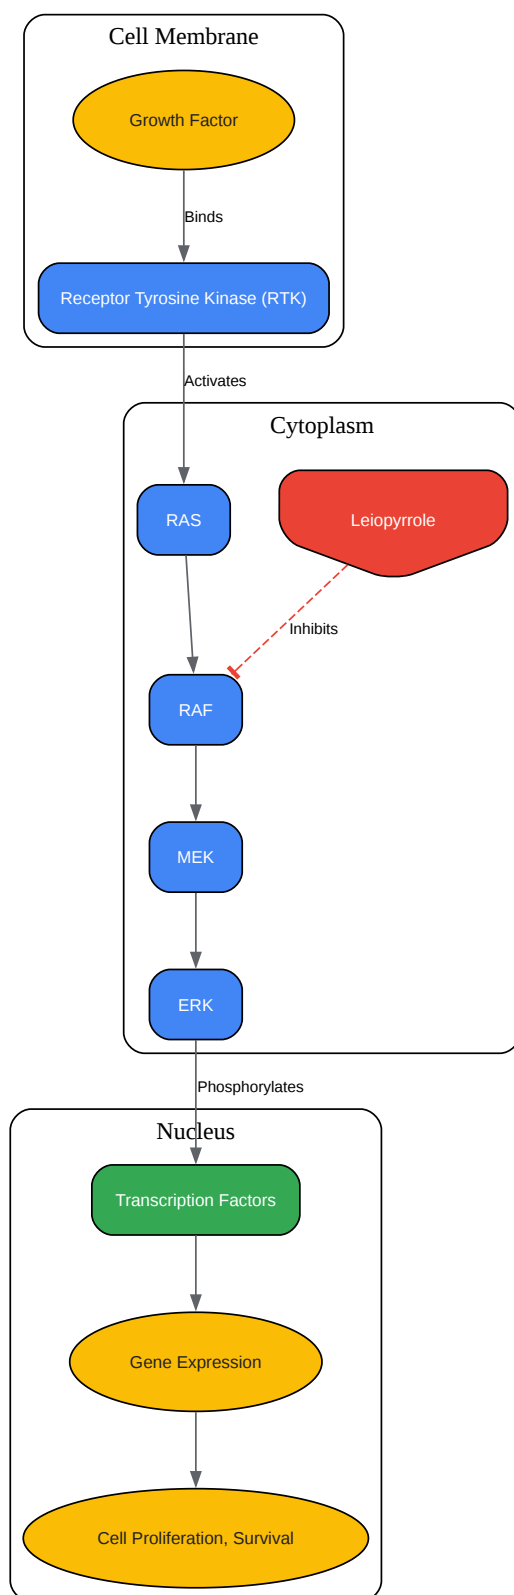 Cell Membrane
Growth Factor
Binds
Receptor Tyrosine Kinase (RTK)
Activates
Cytoplasm
RAS
Leiopyrrole
Inhibits
RAF
MEK
ERK
Phosphorylates
Nucleus
Transcription Factors
Gene Expression
Cell Proliferation, Survival